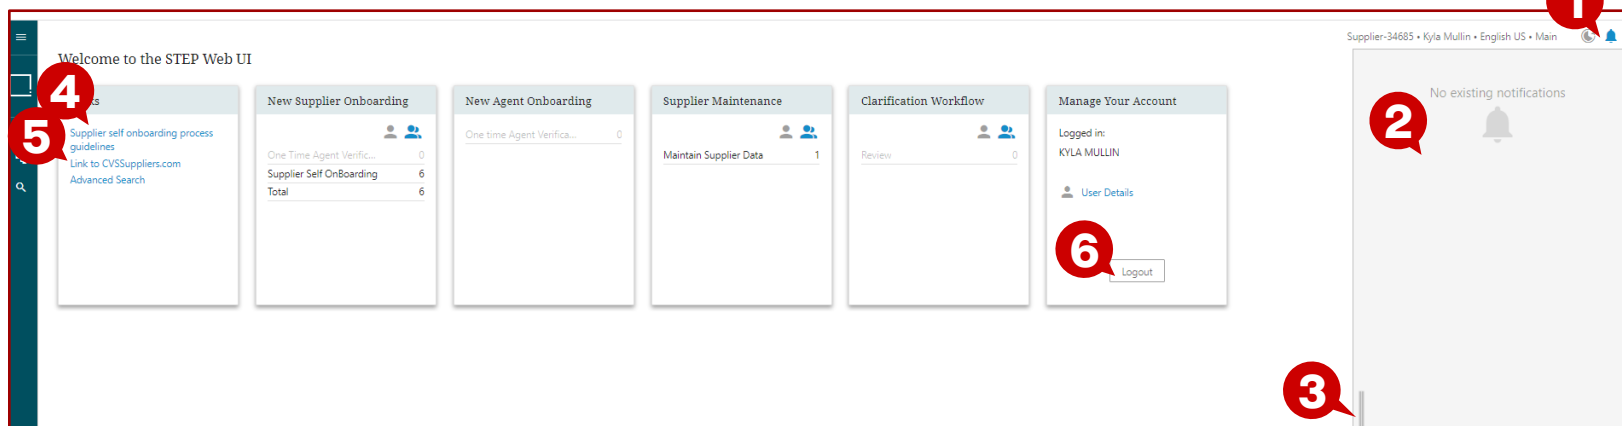 1
Supplier-34685 • Kyla Mullin • English US • Main
Welcome to the STEP Web UI
4
New Supplier Onboarding
New Agent Onboarding
Supplier Maintenance
Clarification Workflow
Manage Your Account
No existing notifications
2
5
Supplier self onboarding process
guidelines
Link to CVSSuppliers.com
Advanced Search
One Time Agent Verific... 0
Supplier Self OnBoarding 6
Total 6
One time Agent Verifica... 0
Maintain Supplier Data 1
Review 0
Logged in:
KYLA MULLIN
User Details
6
Logout
3